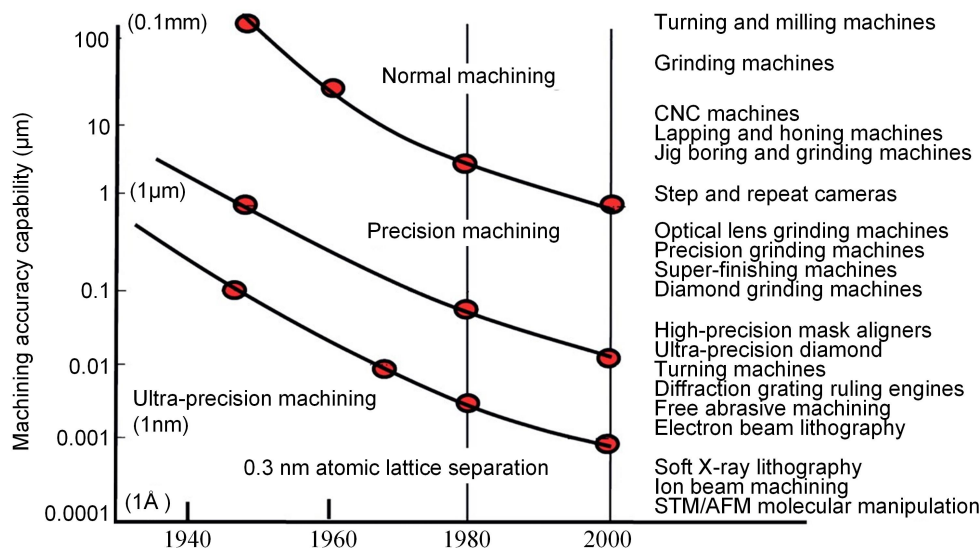 (0.1mm)
100
10
1
0.1
0.01
0.001
0.0001
Machining accuracy capability (μm)
Normal machining
(1μm)
Precision machining
Ultra-precision machining
(1nm)
0.3 nm atomic lattice separation
(1Å )
1940
1960
1980
2000
Turning and milling machines
Grinding machines
CNC machines
Lapping and honing machines
Jig boring and grinding machines
Step and repeat cameras
Optical lens grinding machines
Precision grinding machines
Super-finishing machines
Diamond grinding machines
High-precision mask aligners
Ultra-precision diamond
Turning machines
Diffraction grating ruling engines
Free abrasive machining
Electron beam lithography
Soft X-ray lithography
Ion beam machining
STM/AFM molecular manipulation